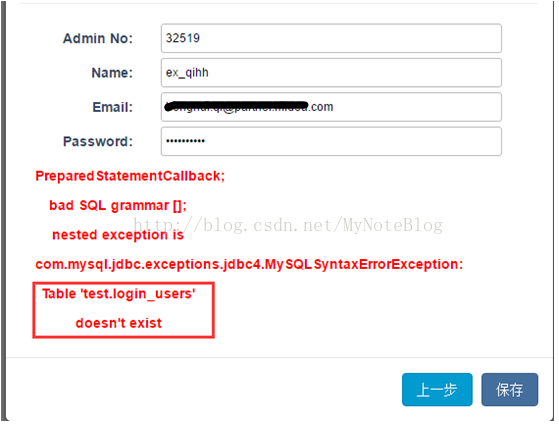 Admin No: 32519
Name: ex_qihh
Email: .com
Password: ••••••••••
PreparedStatementCallback;
bad SQL grammar [];
http://blog.csdn.net/MyNoteBlog
nested exception is
com.mysql.jdbc.exceptions.jdbc4.MySQLSyntaxErrorException:
Table 'test.login_users'
doesn't exist
上一步 保存